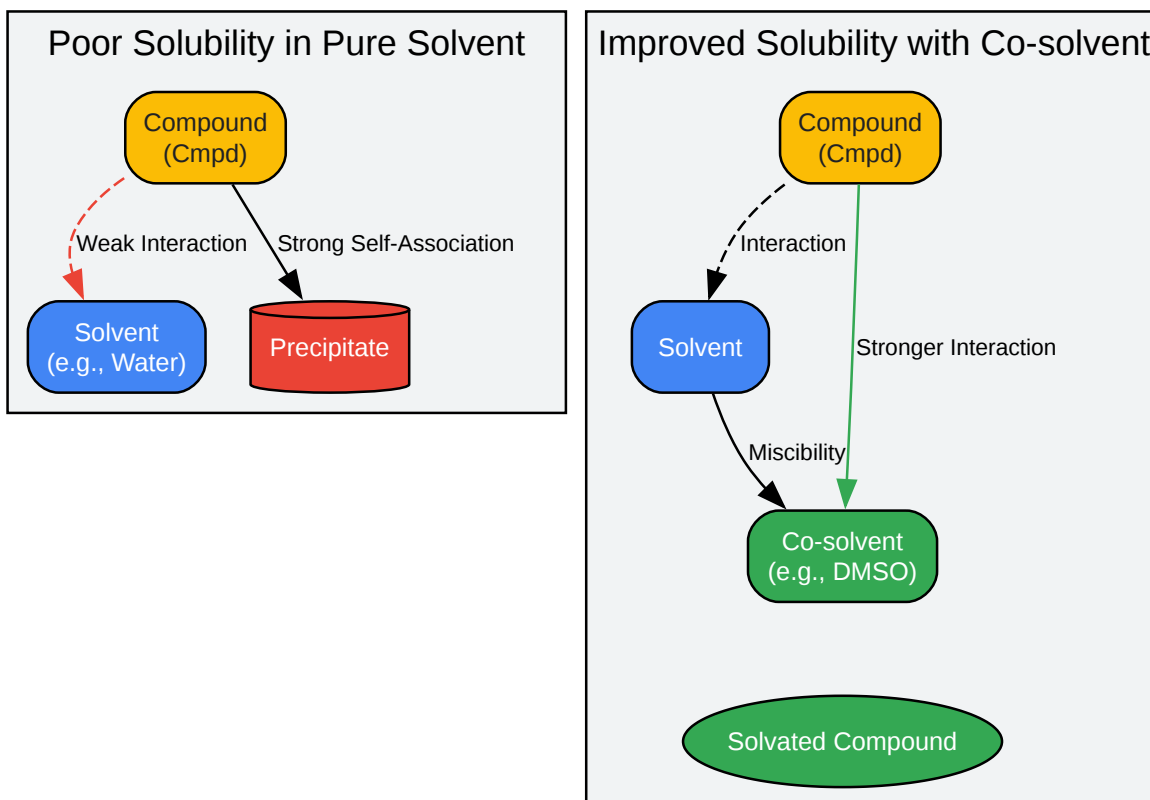 Poor Solubility in Pure Solvent
Compound
(Cmpd)
Weak Interaction
Strong Self-Association
Solvent
(e.g., Water)
Precipitate
Improved Solubility with Co-solvent
Compound
(Cmpd)
Interaction
Solvent
Stronger Interaction
Miscibility
Co-solvent
(e.g., DMSO)
Solvated Compound